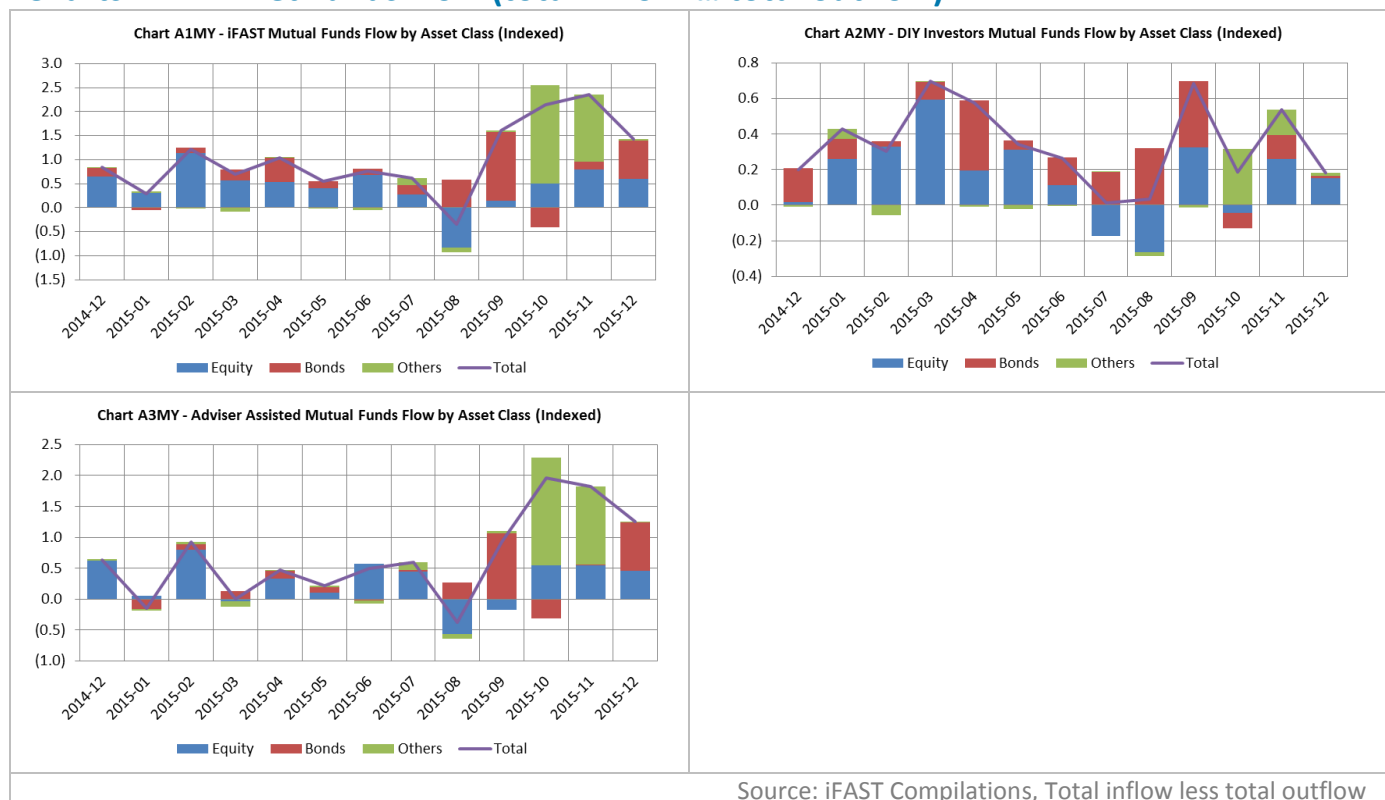 Chart A1MY - iFAST Mutual Funds Flow by Asset Class (Indexed)
3.0
2.5
2.0
1.5
1.0
0.5
0.0
(0.5)
(1.0)
(1.5)
2014-12 2015-01 2015-02 2015-03 2015-04 2015-05 2015-06 2015-07 2015-08 2015-09 2015-10 2015-11 2015-12
Equity Bonds Others Total
Chart A2MY - DIY Investors Mutual Funds Flow by Asset Class (Indexed)
0.8
0.6
0.4
0.2
0.0
(0.2)
(0.4)
2014-12 2015-01 2015-02 2015-03 2015-04 2015-05 2015-06 2015-07 2015-08 2015-09 2015-10 2015-11 2015-12
Equity Bonds Others Total
Chart A3MY - Adviser Assisted Mutual Funds Flow by Asset Class (Indexed)
2.5
2.0
1.5
1.0
0.5
0.0
(0.5)
(1.0)
2014-12 2015-01 2015-02 2015-03 2015-04 2015-05 2015-06 2015-07 2015-08 2015-09 2015-10 2015-11 2015-12
Equity Bonds Others Total
Source: iFAST Compilations, Total inflow less total outflow